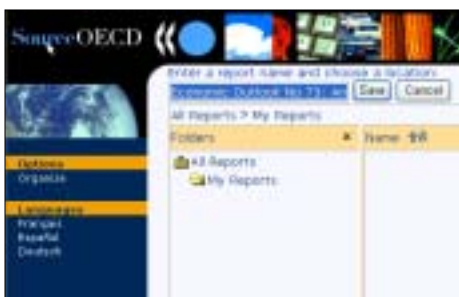 SourceOECD
Enter a report name and choose a location:
Economic Outlook No 73: An
Save
Cancel
All Reports > My Reports
Folders
Name
All Reports
My Reports
Options
Organize
Languages
Français
Español
Deutsch